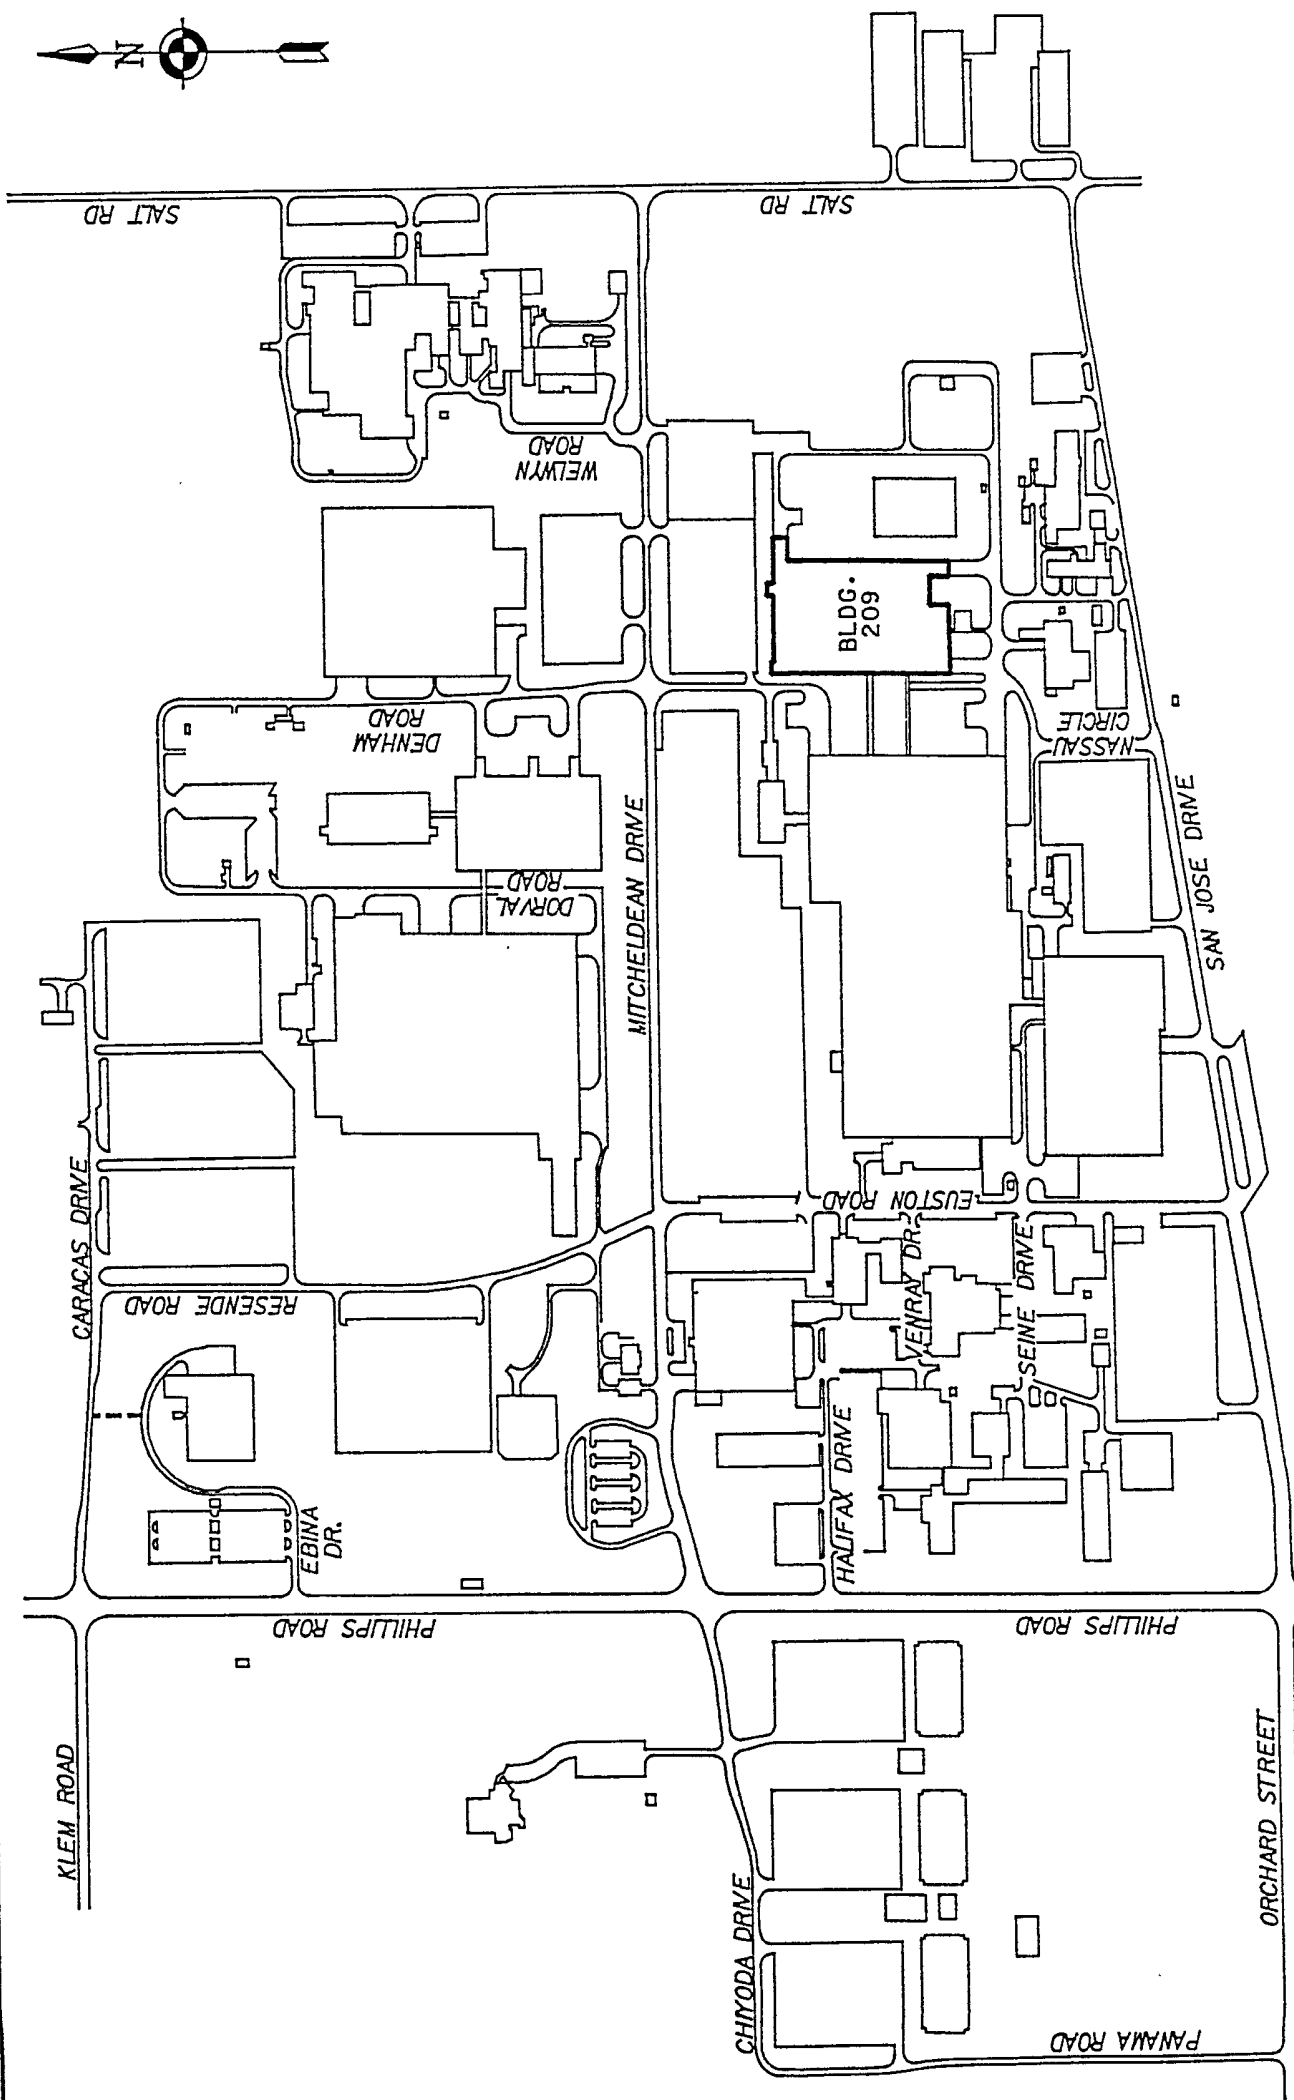 N
SALT RD
SALT RD
WELWYN
ROAD
BLDG.
209
DENHAM
ROAD
NASSAU
CIRCLE
MITCHELDEAN DRIVE
SAN JOSE DRIVE
DORVAL
ROAD
CARACAS DRIVE
EUSTON ROAD
RESENDE ROAD
VENRAY DR.
SEINE DRIVE
HALIFAX DRIVE
EBINA
DR.
PHILLIPS ROAD
PHILLIPS ROAD
KLEM ROAD
CHIYODA DRIVE
ORCHARD STREET
PANAMA ROAD